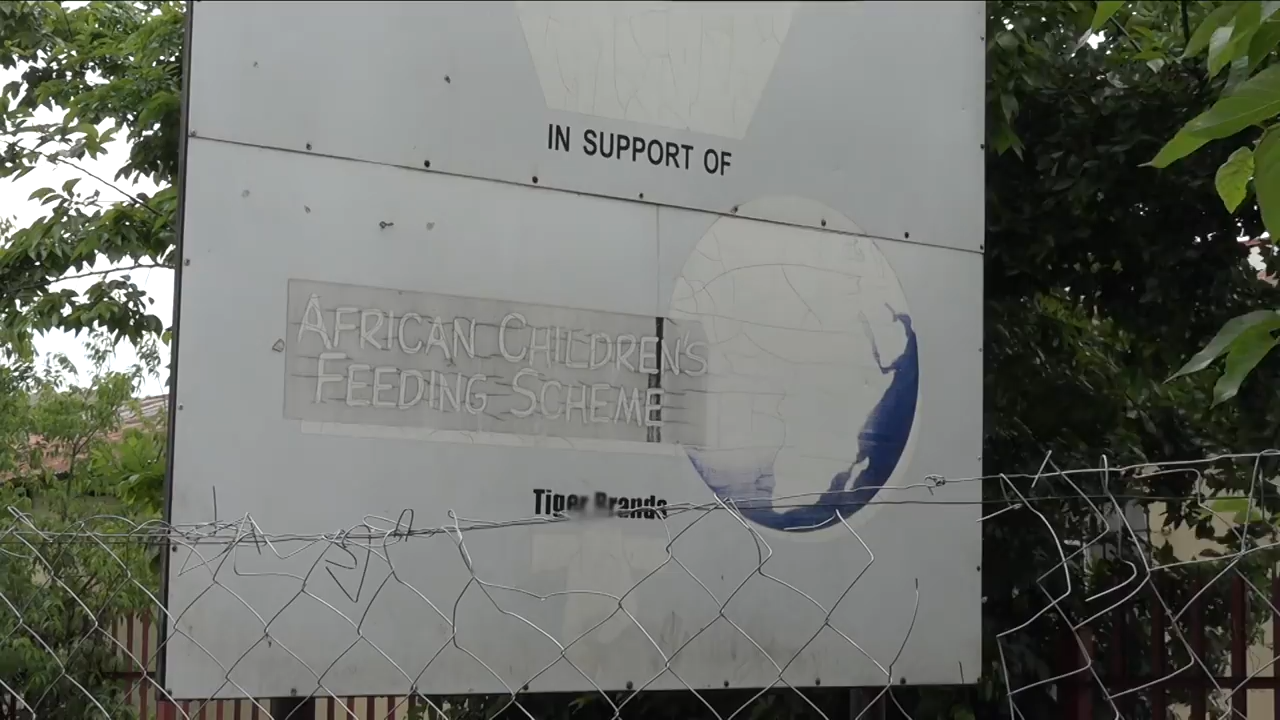 IN SUPPORT OF
AFRICAN CHILDREN'S
FEEDING SCHEME
Tiger Brands